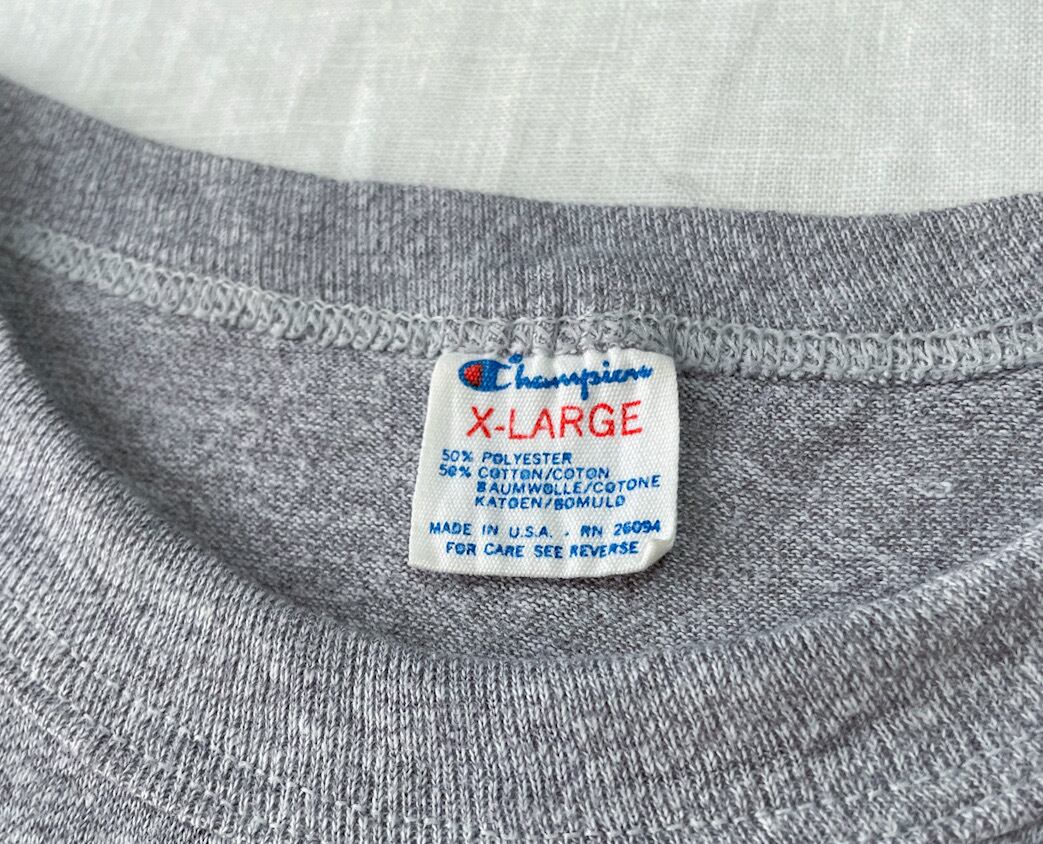 Champion
X-LARGE
50% POLYESTER
50% COTTON/COTON
BAUMWOLLE/COTONE
KATOEN/BOMULD
MADE IN U.S.A. . RN 26094
FOR CARE SEE REVERSE